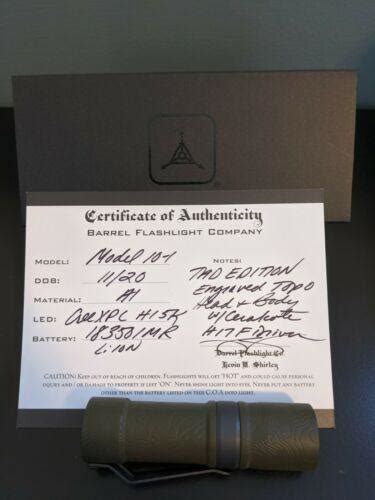 ®
Certificate of Authenticity
BARREL FLASHLIGHT COMPANY
MODEL: Model 10-1
DOB: 11/20
MATERIAL: Al
LED: Cree XPL HI 5K
BATTERY: 18350 IMR
Li ION
NOTES:
TAD EDITION
Engraved Topo
Head & Body
w/ Cerakote
H17F Driver
Barrel Flashlight Co.
Kevin M. Shirley
CAUTION: KEEP OUT OF REACH OF CHILDREN. FLASHLIGHTS WILL GET "HOT" AND COULD CAUSE PERSONAL
INJURY AND / OR DAMAGE TO PROPERTY IF LEFT "ON". NEVER SHINE LIGHT INTO EYES. NEVER PUT ANY BATTERY
OTHER THAN THE BATTERY LISTED ON THIS C.O.A INTO LIGHT.